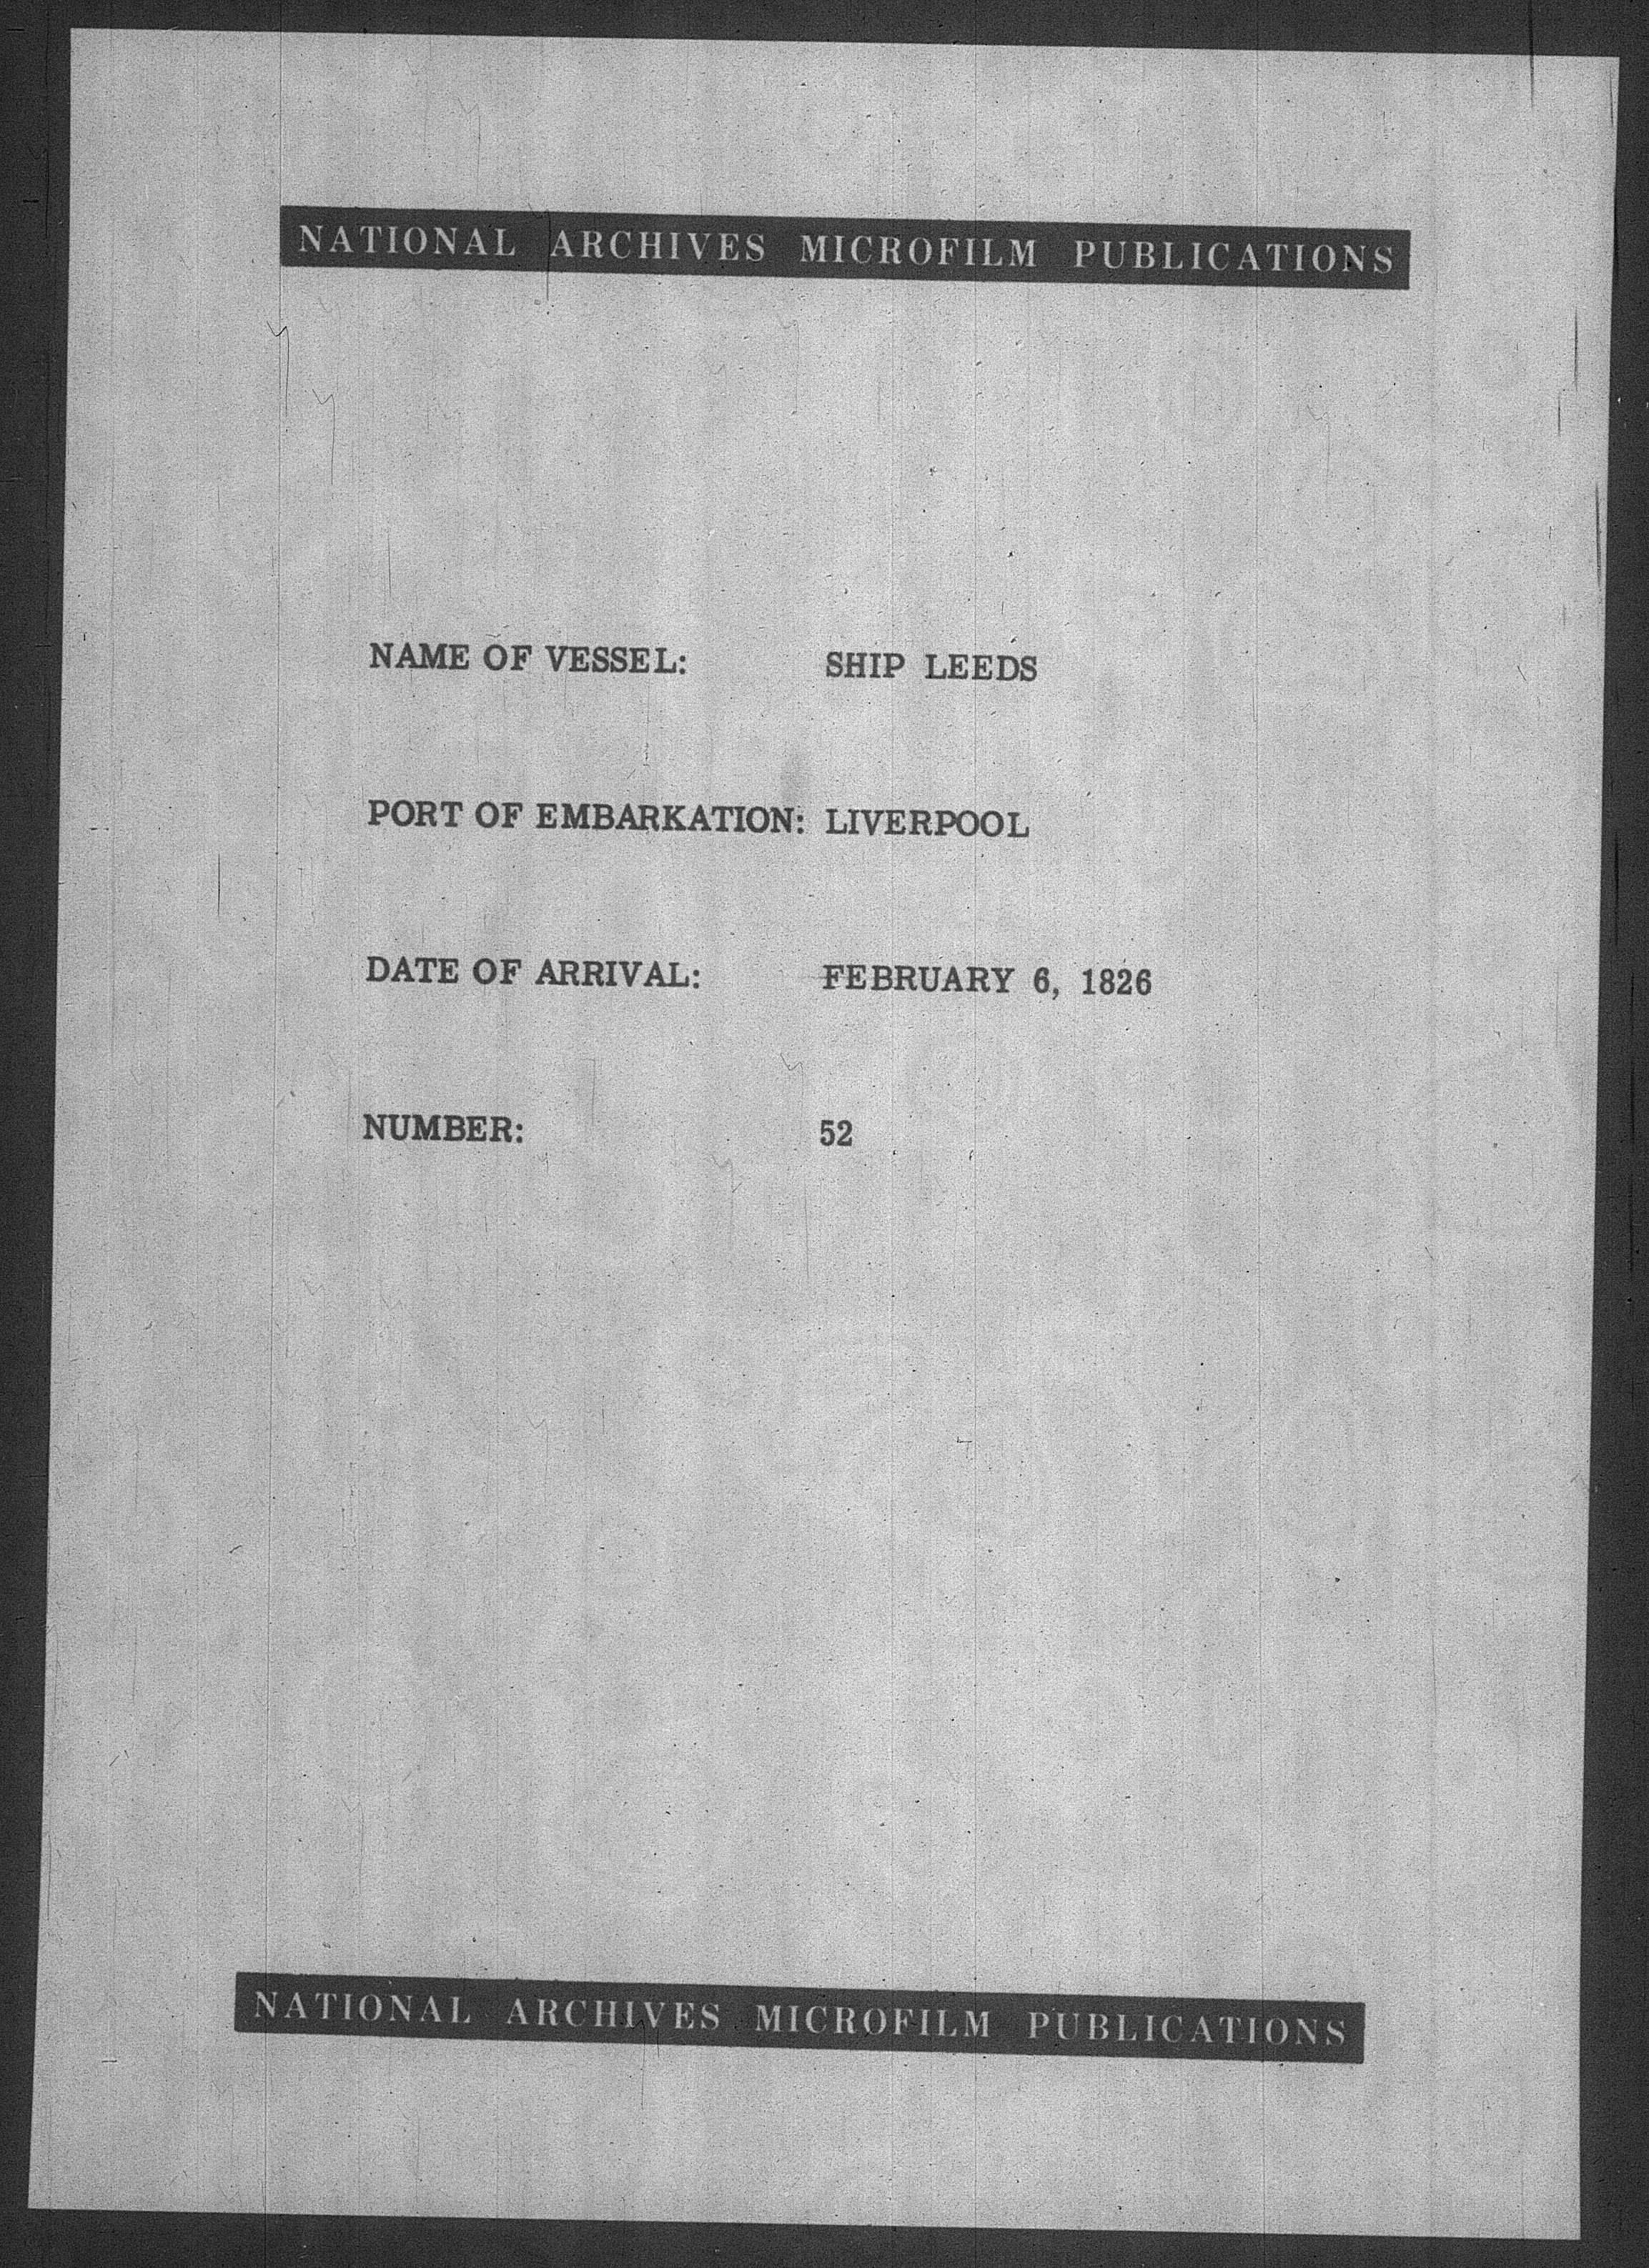 NATIONAL ARCHIVES MICROFILM PUBLICATIONS
NAME OF VESSEL: SHIP LEEDS
PORT OF EMBARKATION: LIVERPOOL
DATE OF ARRIVAL: FEBRUARY 6, 1826
NUMBER: 52
NATIONAL ARCHIVES MICROFILM PUBLICATIONS